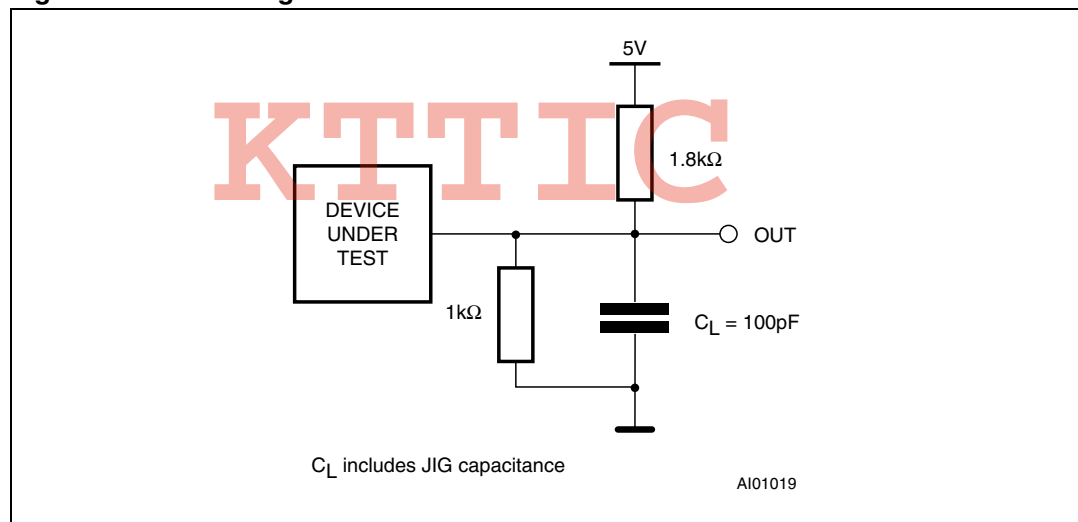 5V
KTTIC
1.8kΩ
DEVICE
UNDER
TEST
OUT
1kΩ
CL = 100pF
CL includes JIG capacitance
AI01019